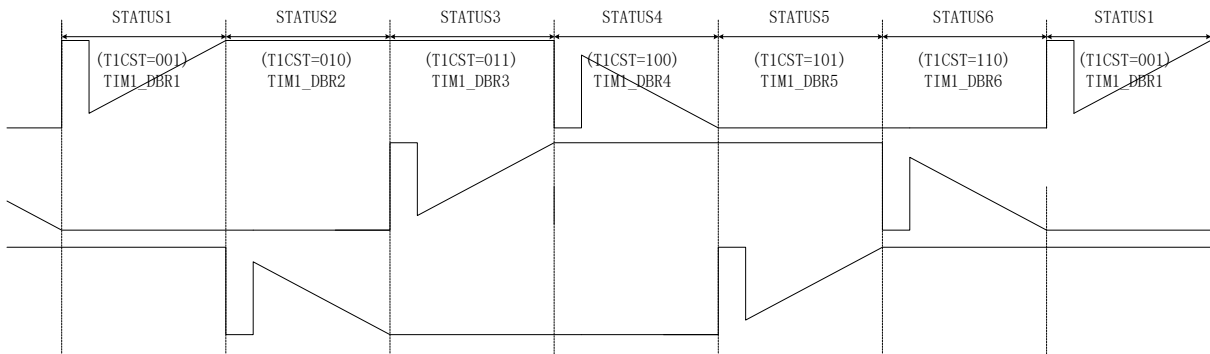 STATUS1 STATUS2 STATUS3 STATUS4 STATUS5 STATUS6 STATUS1
(T1CST=001) (T1CST=010) (T1CST=011) (T1CST=100) (T1CST=101) (T1CST=110) (T1CST=001)
TIM1_DBR1 TIM1_DBR2 TIM1_DBR3 TIM1_DBR4 TIM1_DBR5 TIM1_DBR6 TIM1_DBR1